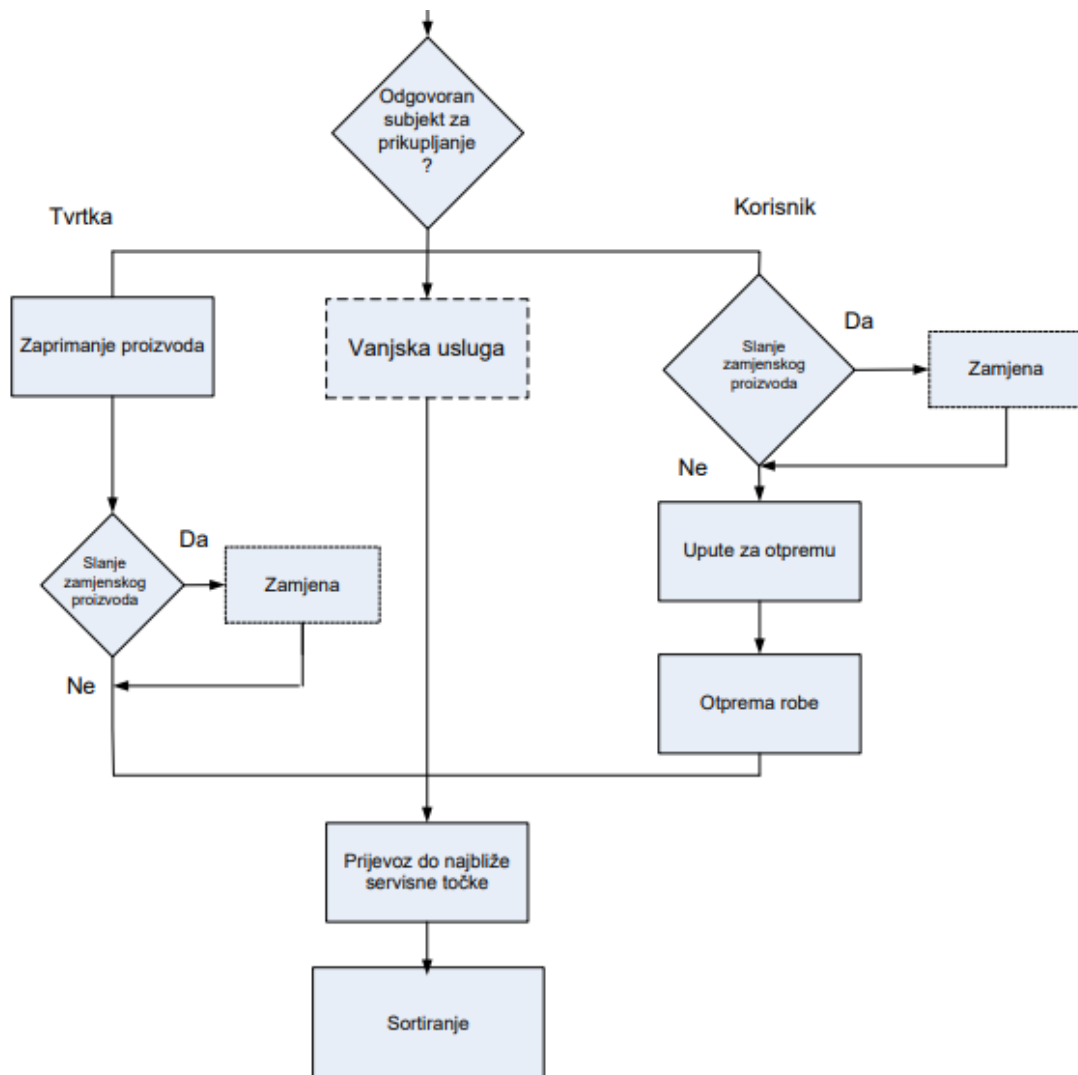 Odgovoran
subjekt za
prikupljanje
?
Tvrtka
Korisnik
Zaprimanje proizvoda
Vanjska usluga
Slanje
zamjenskog
proizvoda
Da
Zamjena
Ne
Upute za otpremu
Slanje
zamjenskog
proizvoda
Da
Zamjena
Ne
Otprema robe
Prijevoz do najbliže
servisne točke
Sortiranje